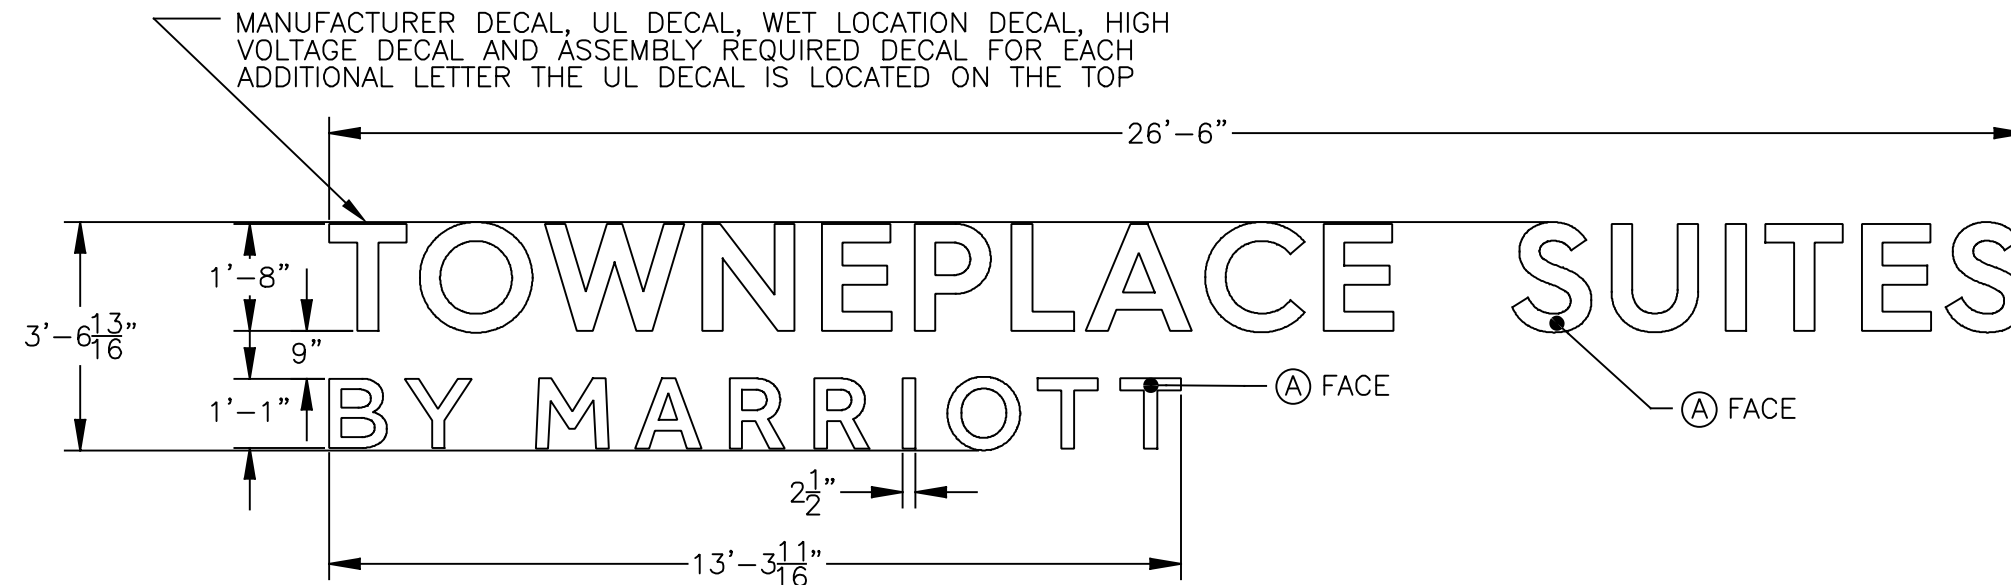 MANUFACTURER DECAL, UL DECAL, WET LOCATION DECAL, HIGH
VOLTAGE DECAL AND ASSEMBLY REQUIRED DECAL FOR EACH
ADDITIONAL LETTER THE UL DECAL IS LOCATED ON THE TOP
26'-6"
TOWNEPLACE SUITES
1'-8"
3'-6 13/16"
9"
BY MARRIOTT
1'-1"
A FACE
A FACE
2 1/2"
13'-3 11/16"